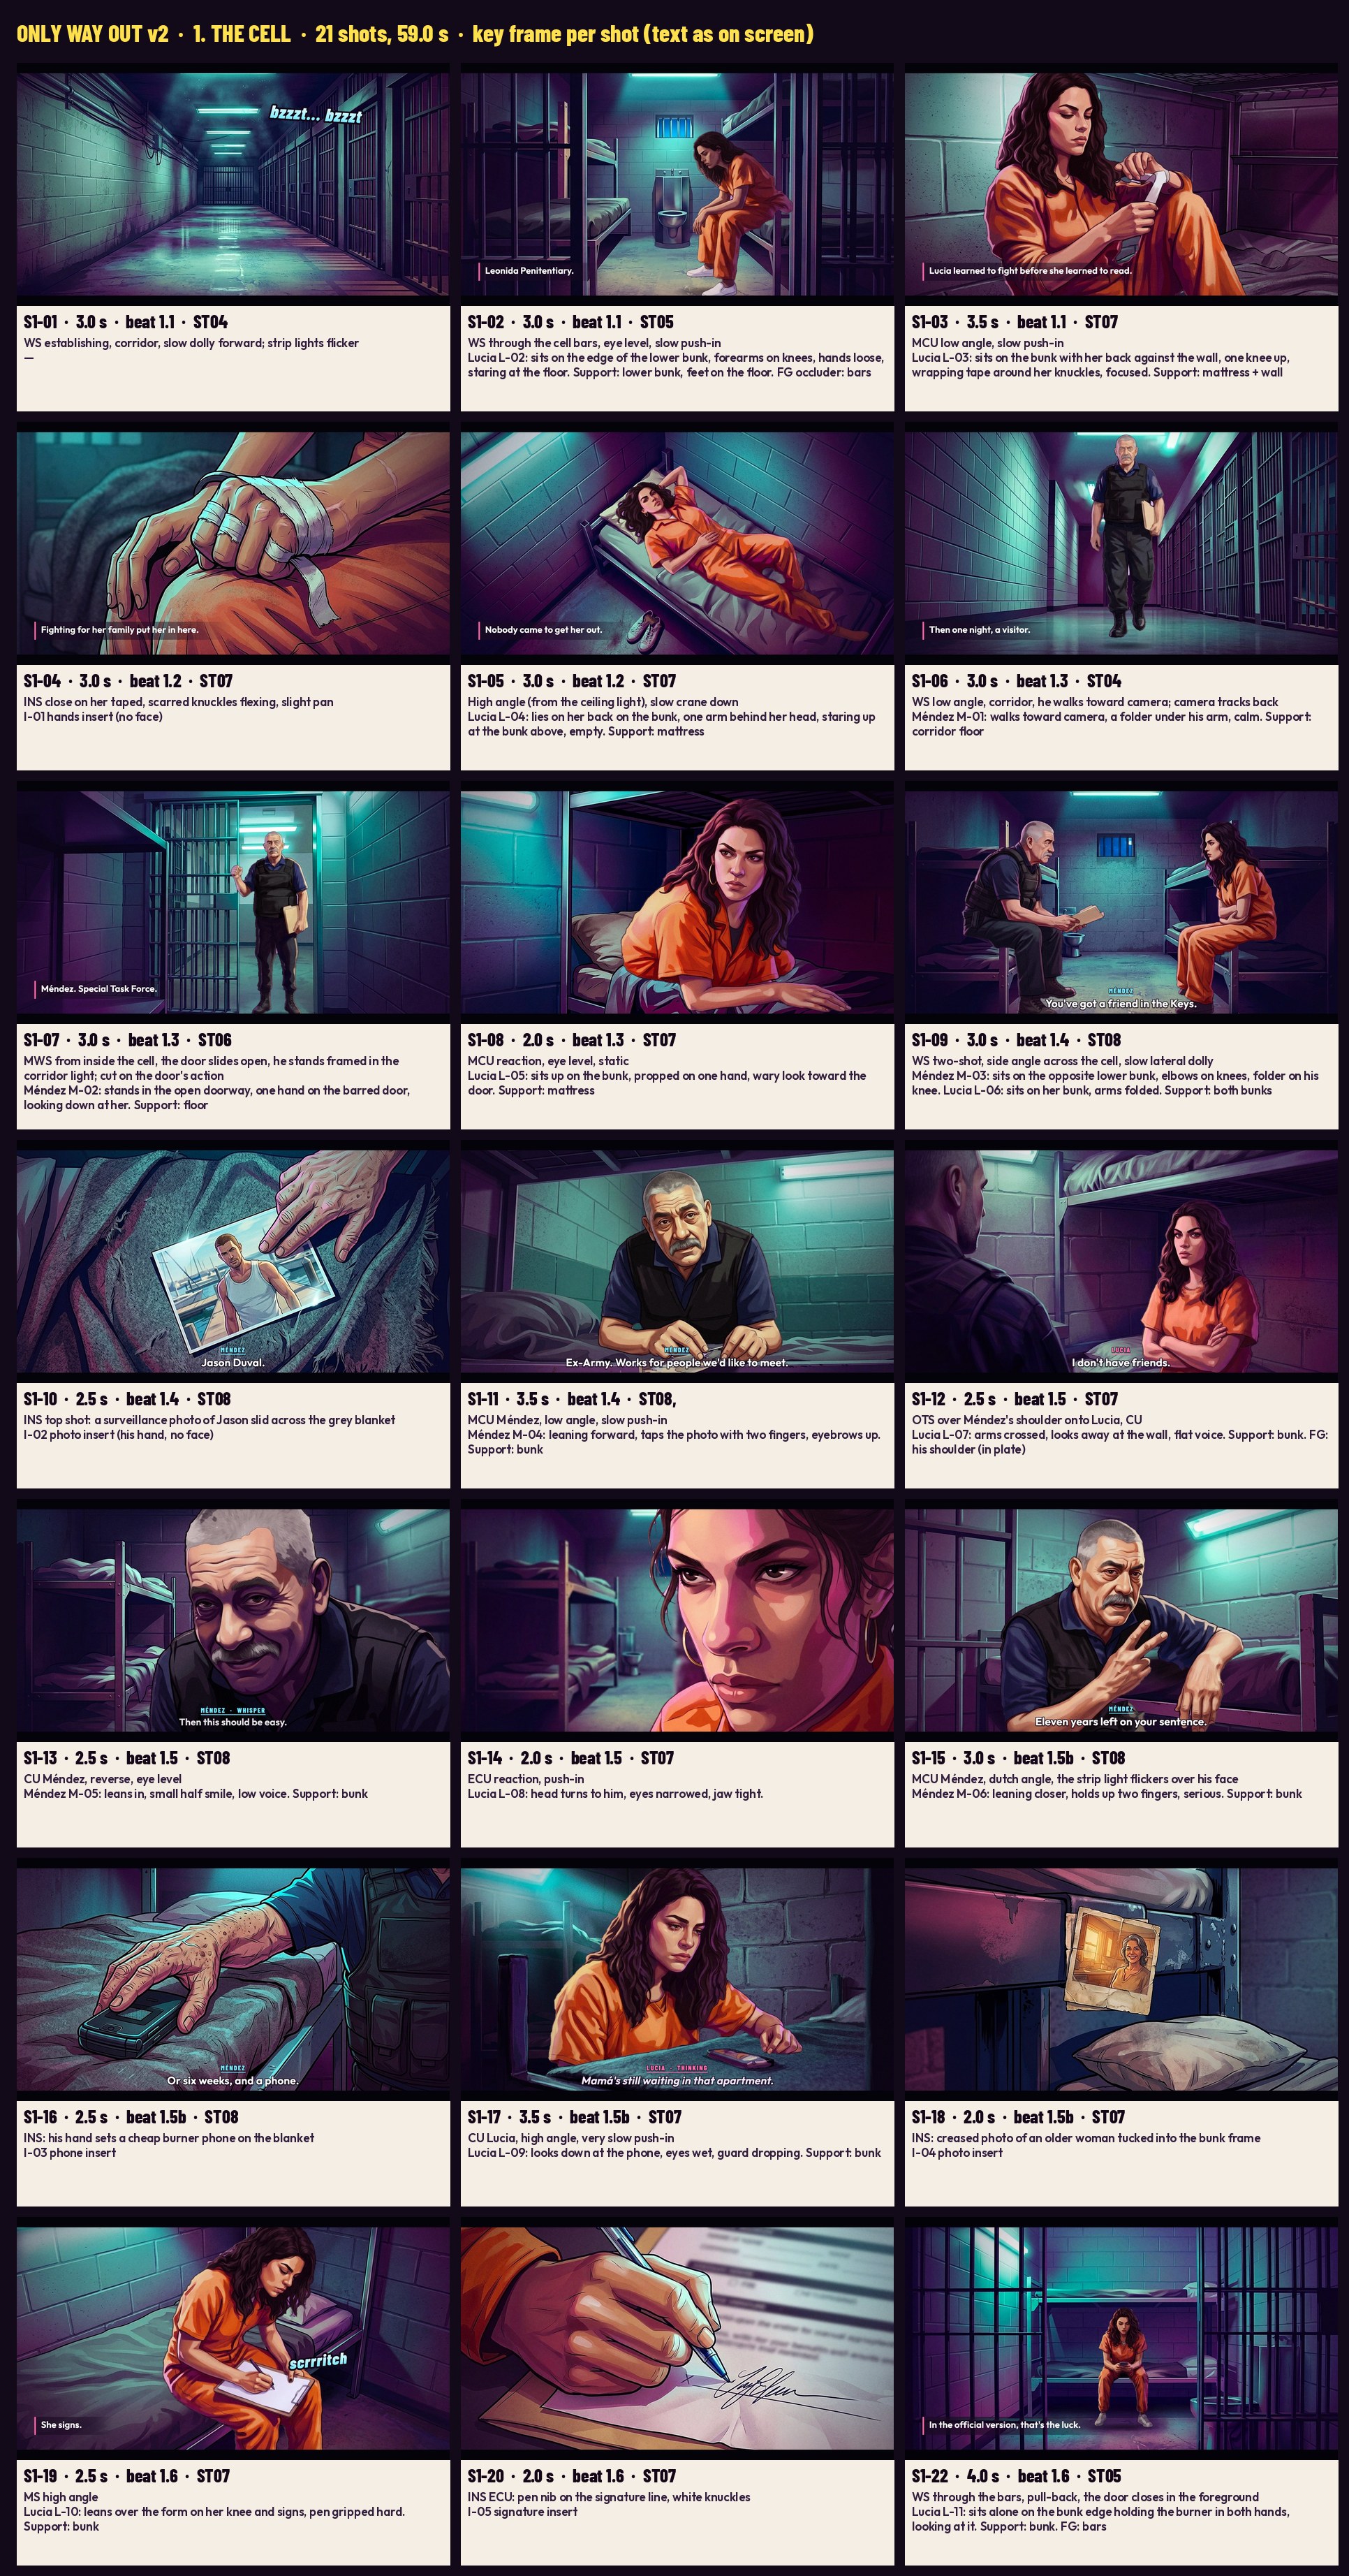 ONLY WAY OUT v2 · 1. THE CELL · 21 shots, 59.0 s · key frame per shot (text as on screen)
bzzzt... bzzzt
S1-01 · 3.0 s · beat 1.1 · ST04
WS establishing, corridor, slow dolly forward; strip lights flicker
—
Leonida Penitentiary.
S1-02 · 3.0 s · beat 1.1 · ST05
WS through the cell bars, eye level, slow push-in
Lucia L-02: sits on the edge of the lower bunk, forearms on knees, hands loose,
staring at the floor. Support: lower bunk, feet on the floor. FG occluder: bars
Lucia learned to fight before she learned to read.
S1-03 · 3.5 s · beat 1.1 · ST07
MCU low angle, slow push-in
Lucia L-03: sits on the bunk with her back against the wall, one knee up,
wrapping tape around her knuckles, focused. Support: mattress + wall
Fighting for her family put her in here.
S1-04 · 3.0 s · beat 1.2 · ST07
INS close on her taped, scarred knuckles flexing, slight pan
I-01 hands insert (no face)
Nobody came to get her out.
S1-05 · 3.0 s · beat 1.2 · ST07
High angle (from the ceiling light), slow crane down
Lucia L-04: lies on her back on the bunk, one arm behind her head, staring up
at the bunk above, empty. Support: mattress
Then one night, a visitor.
S1-06 · 3.0 s · beat 1.3 · ST04
WS low angle, corridor, he walks toward camera; camera tracks back
Méndez M-01: walks toward camera, a folder under his arm, calm. Support:
corridor floor
Méndez. Special Task Force.
S1-07 · 3.0 s · beat 1.3 · ST06
MWS from inside the cell, the door slides open, he stands framed in the
corridor light; cut on the door's action
Méndez M-02: stands in the open doorway, one hand on the barred door,
looking down at her. Support: floor
S1-08 · 2.0 s · beat 1.3 · ST07
MCU reaction, eye level, static
Lucia L-05: sits up on the bunk, propped on one hand, wary look toward the
door. Support: mattress
MÉNDEZ
You've got a friend in the Keys.
S1-09 · 3.0 s · beat 1.4 · ST08
WS two-shot, side angle across the cell, slow lateral dolly
Méndez M-03: sits on the opposite lower bunk, elbows on knees, folder on his
knee. Lucia L-06: sits on her bunk, arms folded. Support: both bunks
MÉNDEZ
Jason Duval.
S1-10 · 2.5 s · beat 1.4 · ST08
INS top shot: a surveillance photo of Jason slid across the grey blanket
I-02 photo insert (his hand, no face)
MÉNDEZ
Ex-Army. Works for people we'd like to meet.
S1-11 · 3.5 s · beat 1.4 · ST08,
MCU Méndez, low angle, slow push-in
Méndez M-04: leaning forward, taps the photo with two fingers, eyebrows up.
Support: bunk
LUCIA
I don't have friends.
S1-12 · 2.5 s · beat 1.5 · ST07
OTS over Méndez's shoulder onto Lucia, CU
Lucia L-07: arms crossed, looks away at the wall, flat voice. Support: bunk. FG:
his shoulder (in plate)
MÉNDEZ · WHISPER
Then this should be easy.
S1-13 · 2.5 s · beat 1.5 · ST08
CU Méndez, reverse, eye level
Méndez M-05: leans in, small half smile, low voice. Support: bunk
S1-14 · 2.0 s · beat 1.5 · ST07
ECU reaction, push-in
Lucia L-08: head turns to him, eyes narrowed, jaw tight.
MÉNDEZ
Eleven years left on your sentence.
S1-15 · 3.0 s · beat 1.5b · ST08
MCU Méndez, dutch angle, the strip light flickers over his face
Méndez M-06: leaning closer, holds up two fingers, serious. Support: bunk
MÉNDEZ
Or six weeks, and a phone.
S1-16 · 2.5 s · beat 1.5b · ST08
INS: his hand sets a cheap burner phone on the blanket
I-03 phone insert
LUCIA · THINKING
Mamá's still waiting in that apartment.
S1-17 · 3.5 s · beat 1.5b · ST07
CU Lucia, high angle, very slow push-in
Lucia L-09: looks down at the phone, eyes wet, guard dropping. Support: bunk
S1-18 · 2.0 s · beat 1.5b · ST07
INS: creased photo of an older woman tucked into the bunk frame
I-04 photo insert
scrrritch
She signs.
S1-19 · 2.5 s · beat 1.6 · ST07
MS high angle
Lucia L-10: leans over the form on her knee and signs, pen gripped hard.
Support: bunk
S1-20 · 2.0 s · beat 1.6 · ST07
INS ECU: pen nib on the signature line, white knuckles
I-05 signature insert
In the official version, that's the luck.
S1-22 · 4.0 s · beat 1.6 · ST05
WS through the bars, pull-back, the door closes in the foreground
Lucia L-11: sits alone on the bunk edge holding the burner in both hands,
looking at it. Support: bunk. FG: bars